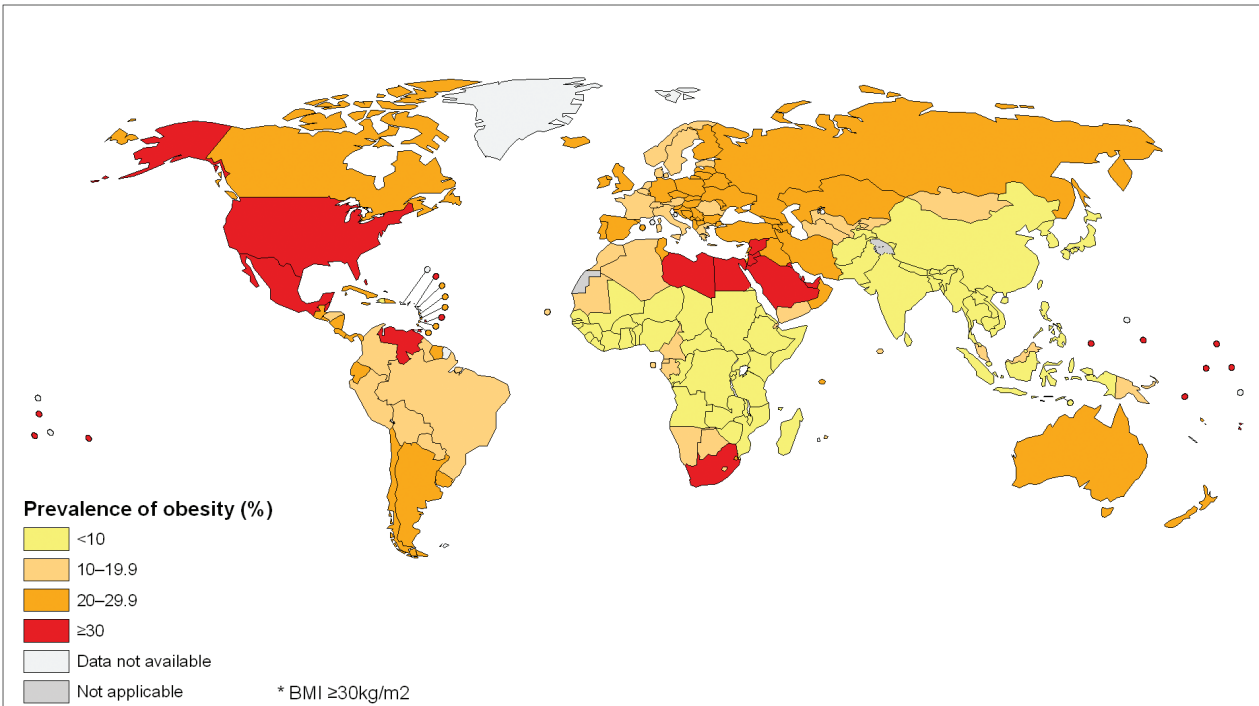 Prevalence of obesity (%)
<10
10–19.9
20–29.9
≥30
Data not available
Not applicable
* BMI ≥30kg/m2